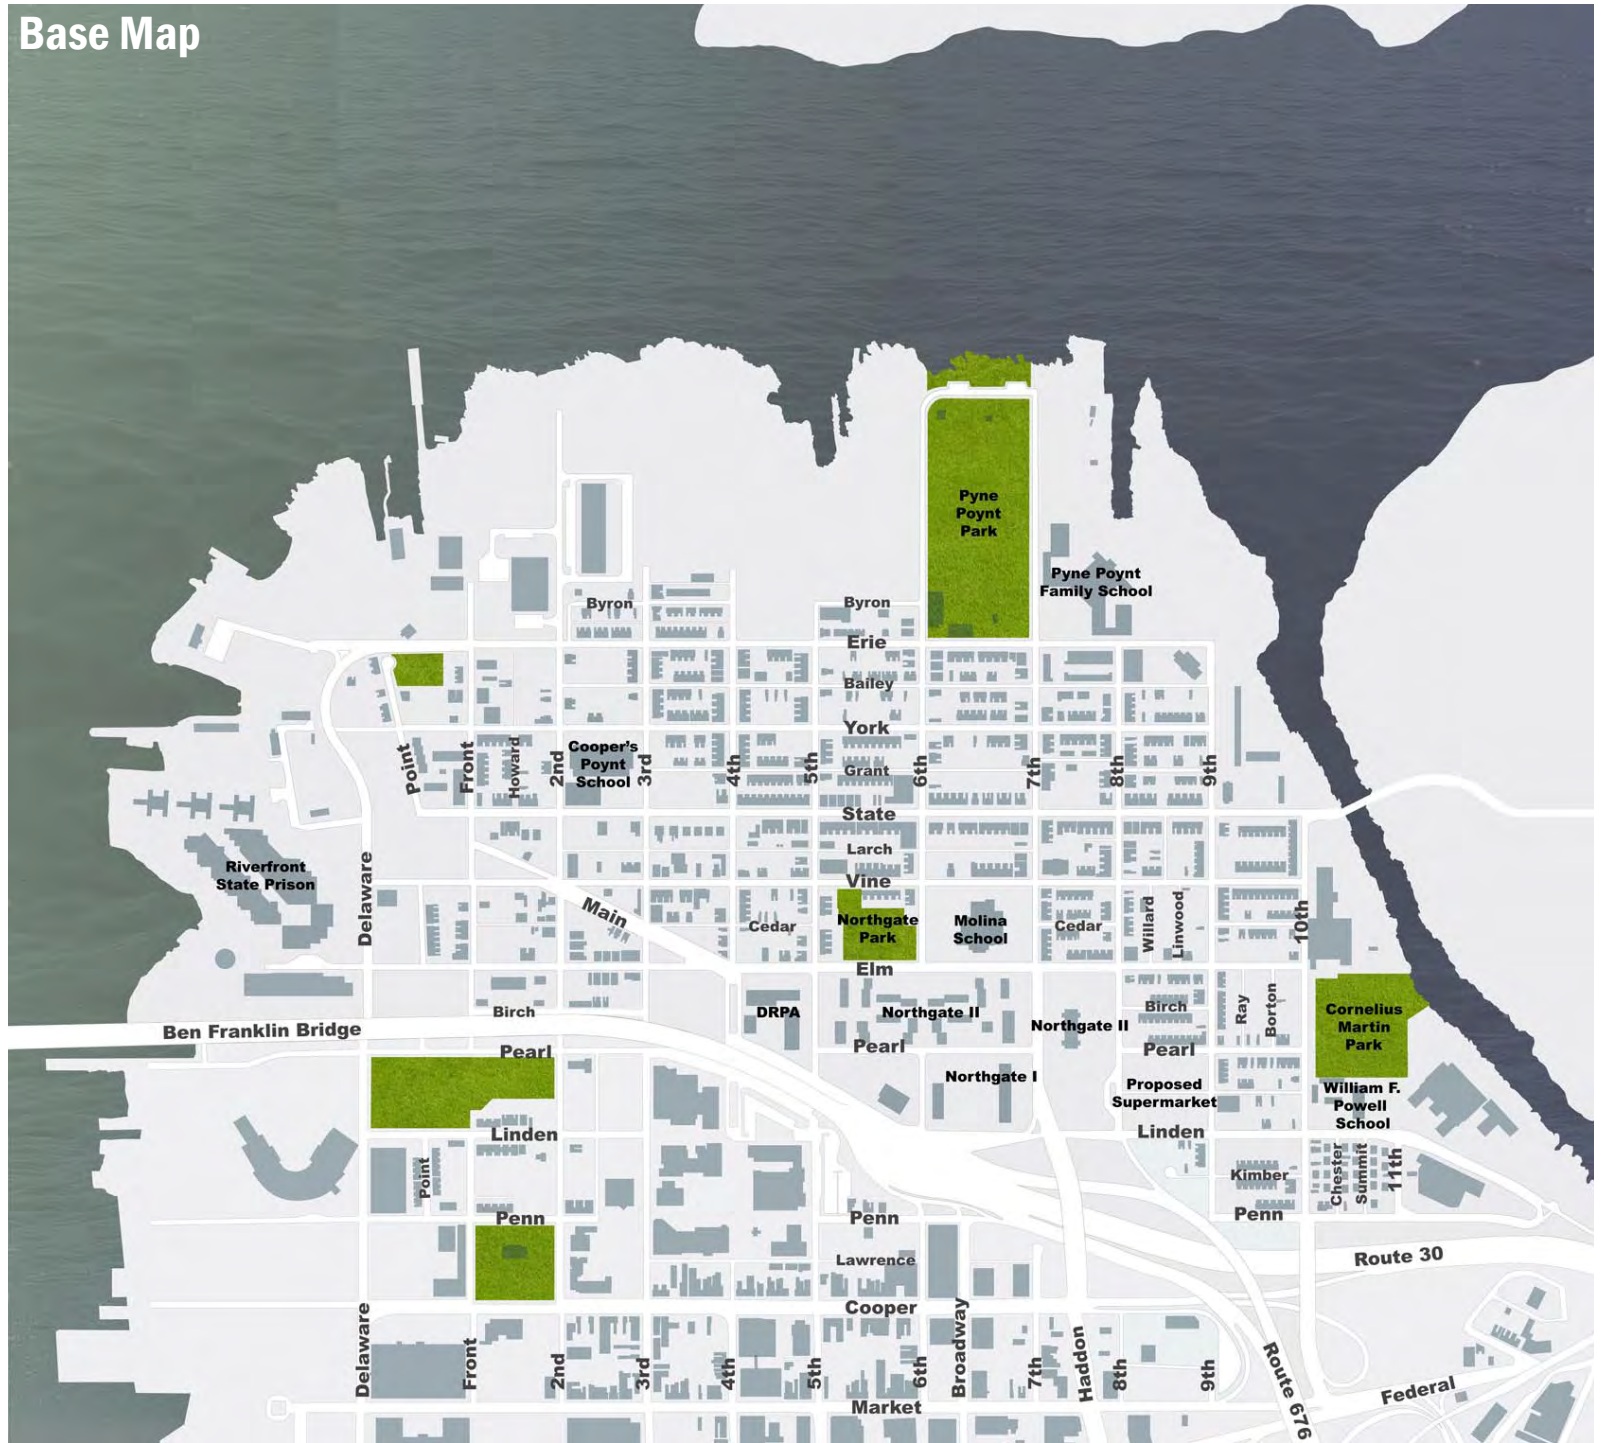 Base Map
Pyne
Poynt
Park
Pyne Poynt
Family School
Byron
Byron
Erie
Bailey
York
Point
Front
Howard
2nd
Cooper's
Poynt
School
3rd
4th
5th
Grant
6th
7th
8th
9th
State
Larch
Riverfront
State Prison
Delaware
Vine
Main
Cedar
Northgate
Park
Molina
School
Cedar
Willard
Linwood
10th
Elm
Birch
DRPA
Northgate II
Northgate II
Birch
Ray
Borton
Cornelius
Martin
Park
Ben Franklin Bridge
Pearl
Pearl
Pearl
Northgate I
Proposed
Supermarket
William F.
Powell
School
Linden
Linden
Point
Kimber
Chester
Summit
11th
Penn
Penn
Penn
Lawrence
Route 30
Cooper
Delaware
Front
2nd
3rd
4th
5th
6th
Broadway
7th
Haddon
8th
9th
Route 676
Federal
Market